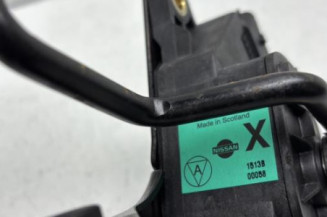 Made in Scotland
X
NISSAN
A
15138
00058